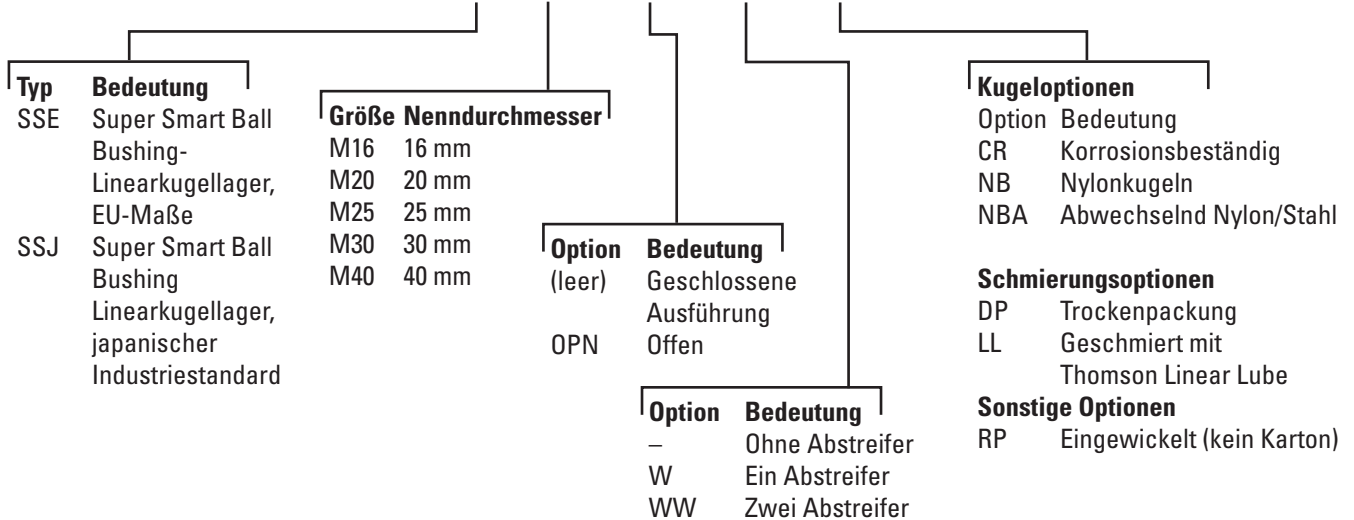 Typ Bedeutung
SSE Super Smart Ball
Bushing-
Linearkugellager,
EU-Maße
SSJ Super Smart Ball
Bushing
Linearkugellager,
japanischer
Industriestandard
Größe Nenndurchmesser
M16 16 mm
M20 20 mm
M25 25 mm
M30 30 mm
M40 40 mm
Option Bedeutung
(leer) Geschlossene
Ausführung
OPN Offen
Option Bedeutung
– Ohne Abstreifer
W Ein Abstreifer
WW Zwei Abstreifer
Kugeloptionen
Option Bedeutung
CR Korrosionsbeständig
NB Nylonkugeln
NBA Abwechselnd Nylon/Stahl
Schmierungsoptionen
DP Trockenpackung
LL Geschmiert mit
Thomson Linear Lube
Sonstige Optionen
RP Eingewickelt (kein Karton)